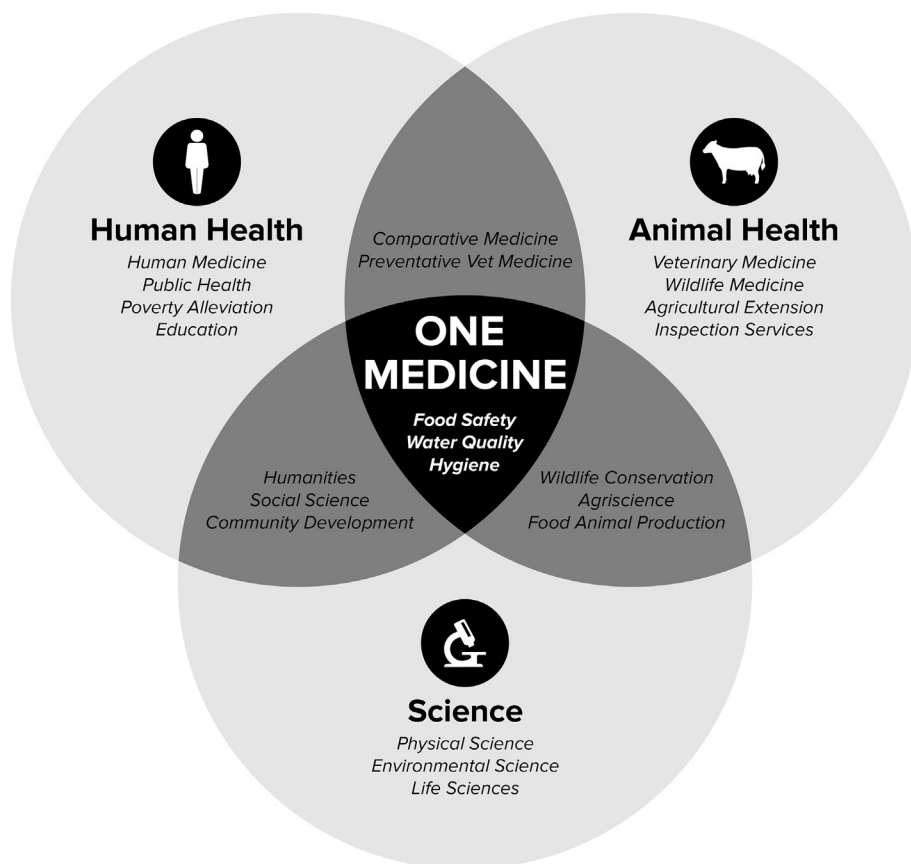 Human Health
Human Medicine
Public Health
Poverty Alleviation
Education
Comparative Medicine
Preventative Vet Medicine
Animal Health
Veterinary Medicine
Wildlife Medicine
Agricultural Extension
Inspection Services
ONE
MEDICINE
Food Safety
Water Quality
Hygiene
Humanities
Social Science
Community Development
Wildlife Conservation
Agriscience
Food Animal Production
Science
Physical Science
Environmental Science
Life Sciences